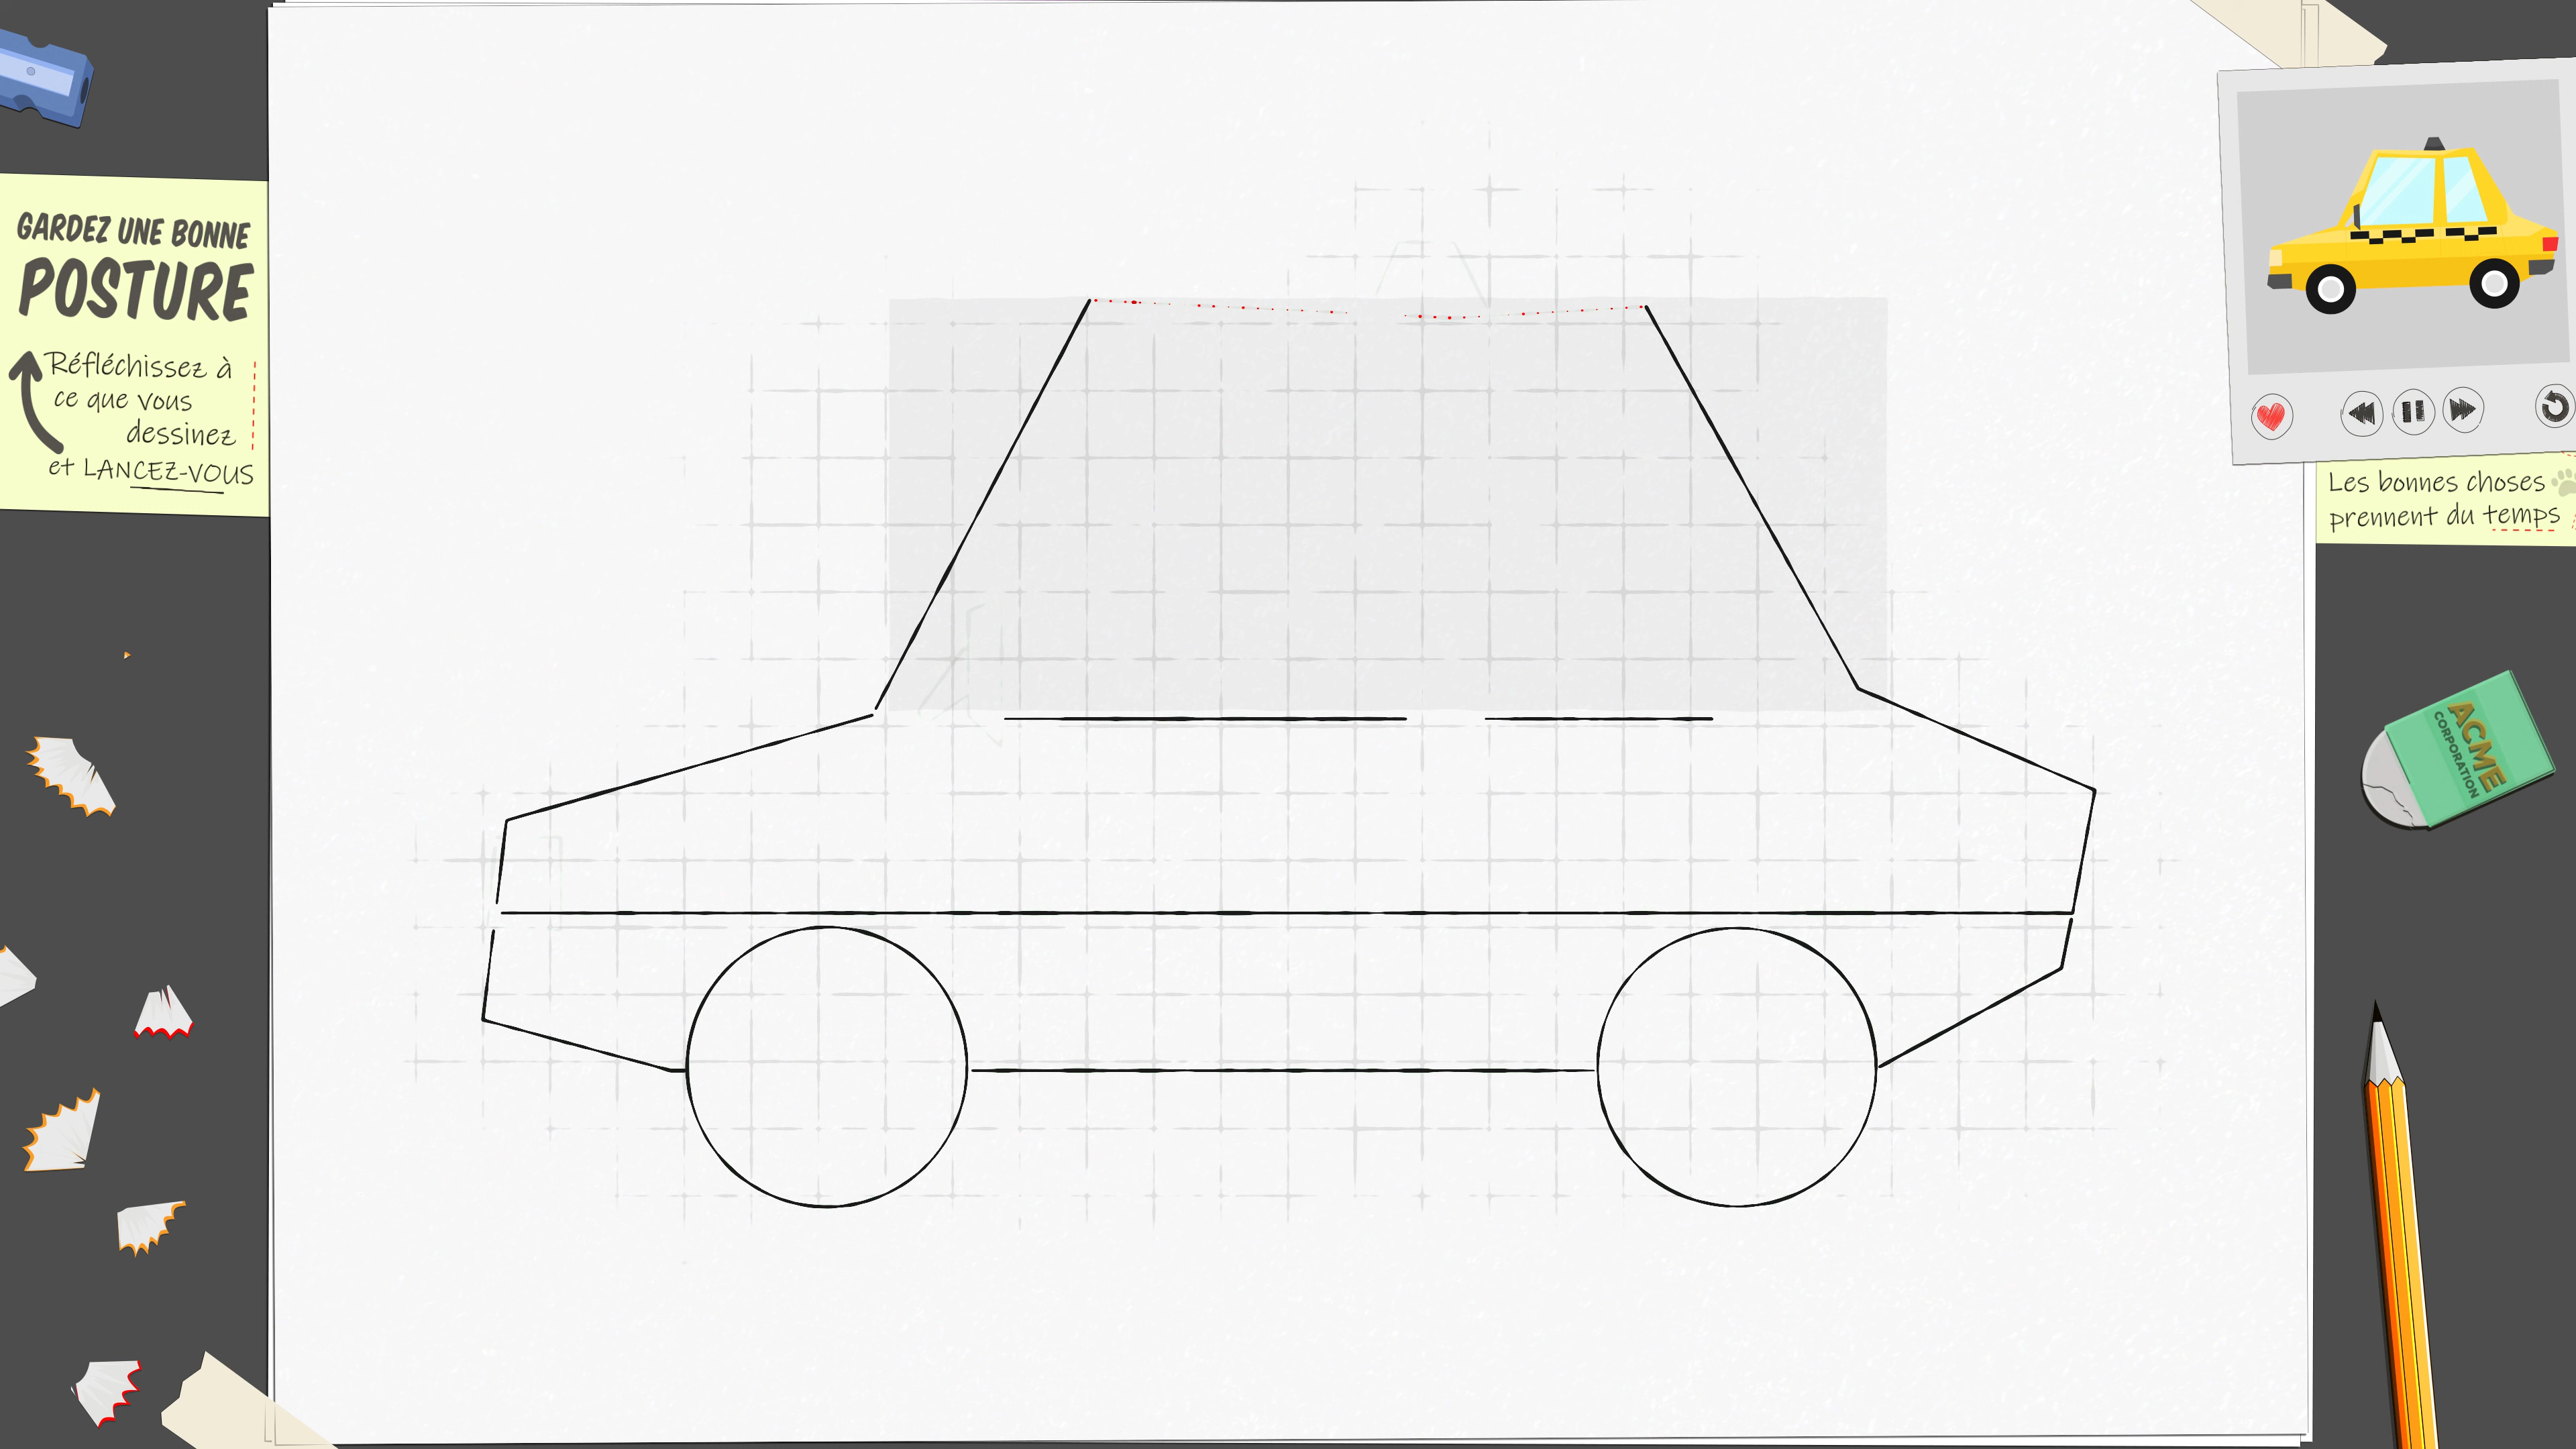 GARDEZ UNE BONNE
POSTURE
Réfléchissez à
ce que vous
dessinez
et LANCEZ-VOUS
Les bonnes choses
prennent du temps
ACME
CORPORATION